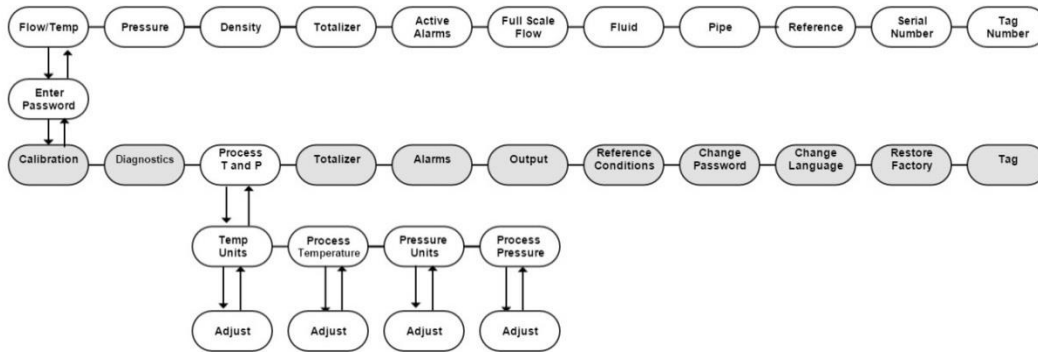 Flow/Temp
Pressure
Density
Totalizer
Active
Alarms
Full Scale
Flow
Fluid
Pipe
Reference
Serial
Number
Tag
Number
Enter
Password
Calibration
Diagnostics
Process
T and P
Totalizer
Alarms
Output
Reference
Conditions
Change
Password
Change
Language
Restore
Factory
Tag
Temp
Units
Process
Temperature
Pressure
Units
Process
Pressure
Adjust
Adjust
Adjust
Adjust